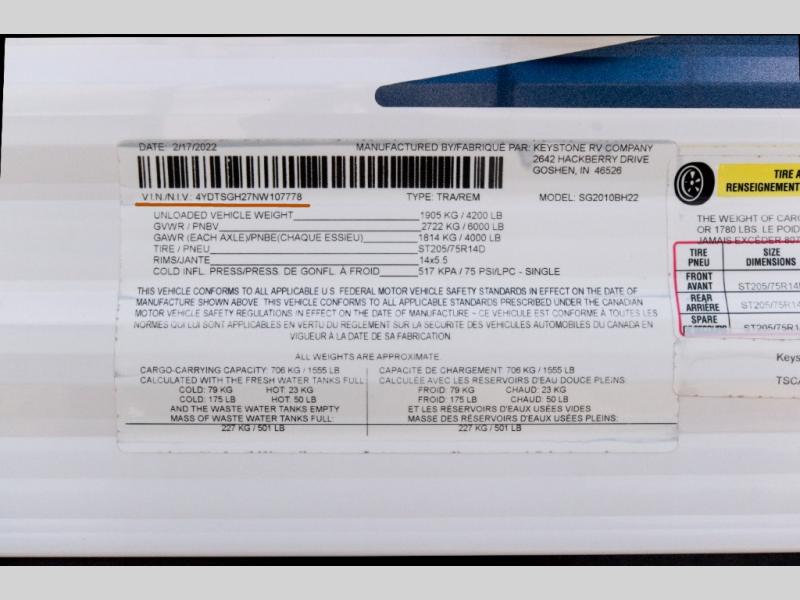 DATE: 2/17/2022 MANUFACTURED BY/FABRIQUE PAR: KEYSTONE RV COMPANY
2642 HACKBERRY DRIVE
GOSHEN, IN 46526
V.I.N./N.I.V.: 4YDTSGH27NW107778 TYPE: TRA/REM MODEL: SG2010BH22
UNLOADED VEHICLE WEIGHT 1905 KG / 4200 LB
GVWR / PNBV 2722 KG / 6000 LB
GAWR (EACH AXLE)/PNBE(CHAQUE ESSIEU) 1814 KG / 4000 LB
TIRE / PNEU ST205/75R14D
RIMS/JANTE 14x5.5
COLD INFL. PRESS/PRESS. DE GONFL. À FROID 517 KPA / 75 PSI/LPC - SINGLE
THIS VEHICLE CONFORMS TO ALL APPLICABLE U.S. FEDERAL MOTOR VEHICLE SAFETY STANDARDS IN EFFECT ON THE DATE OF
MANUFACTURE SHOWN ABOVE. THIS VEHICLE CONFORMS TO ALL APPLICABLE STANDARDS PRESCRIBED UNDER THE CANADIAN
MOTOR VEHICLE SAFETY REGULATIONS IN EFFECT ON THE DATE OF MANUFACTURE - CE VÉHICULE EST CONFORME À TOUTES LES
NORMES QUI LUI SONT APPLICABLES EN VERTU DU RÈGLEMENT SUR LA SÉCURITÉ DES VÉHICULES AUTOMOBILES DU CANADA EN
VIGUEUR À LA DATE DE SA FABRICATION.
ALL WEIGHTS ARE APPROXIMATE.
CARGO-CARRYING CAPACITY: 706 KG / 1555 LB
CALCULATED WITH THE FRESH WATER TANKS FULL:
COLD: 79 KG HOT: 23 KG
COLD: 175 LB HOT: 50 LB
AND THE WASTE WATER TANKS EMPTY
MASS OF WASTE WATER TANKS FULL:
227 KG / 501 LB
CAPACITE DE CHARGEMENT: 706 KG / 1555 LB
CALCULÉE AVEC LES RÉSERVOIRS D'EAU DOUCE PLEINS:
FROID: 79 KG CHAUD: 23 KG
FROID: 175 LB CHAUD: 50 LB
ET LES RÉSERVOIRS D'EAUX USÉES VIDES
MASSE DES RÉSERVOIRS D'EAUX USÉES PLEINS:
227 KG / 501 LB
TIRE A
RENSEIGNEMENT
THE WEIGHT OF CARG
OR 1780 LBS. LE POID
JAMAIS EXCÉDER 807
TIRE SIZE
PNEU DIMENSIONS
FRONT
AVANT ST205/75R14
REAR
ARRIÈRE ST205/75R14
SPARE ST205/75R1
Keys
TSCA